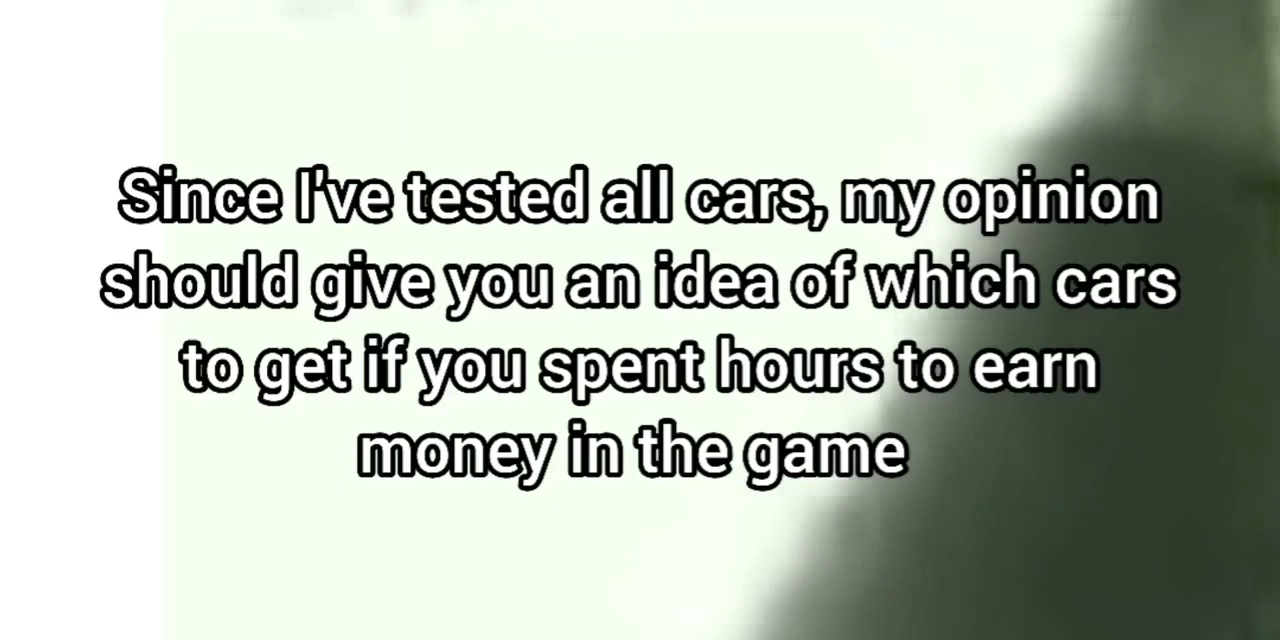 Since I've tested all cars, my opinion
should give you an idea of which cars
to get if you spent hours to earn
money in the game